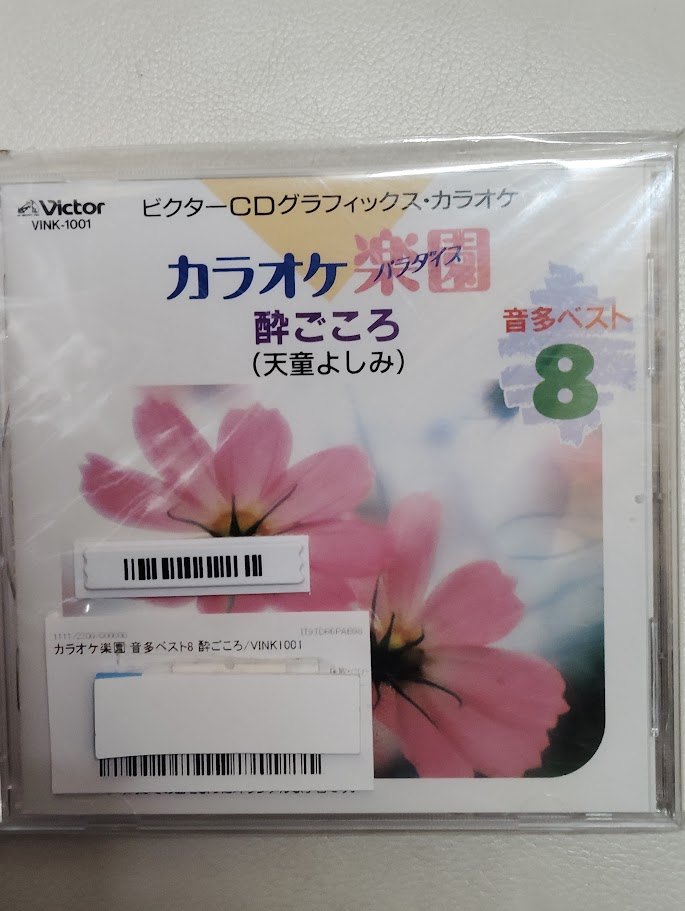 Victor
VINK-1001
ビクターCDグラフィックス・カラオケ
カラオケ楽園
パラダイス
酔ごころ
(天童よしみ)
音多ベスト
8
カラオケ楽園 音多ベスト8 酔ごころ/VINK1001